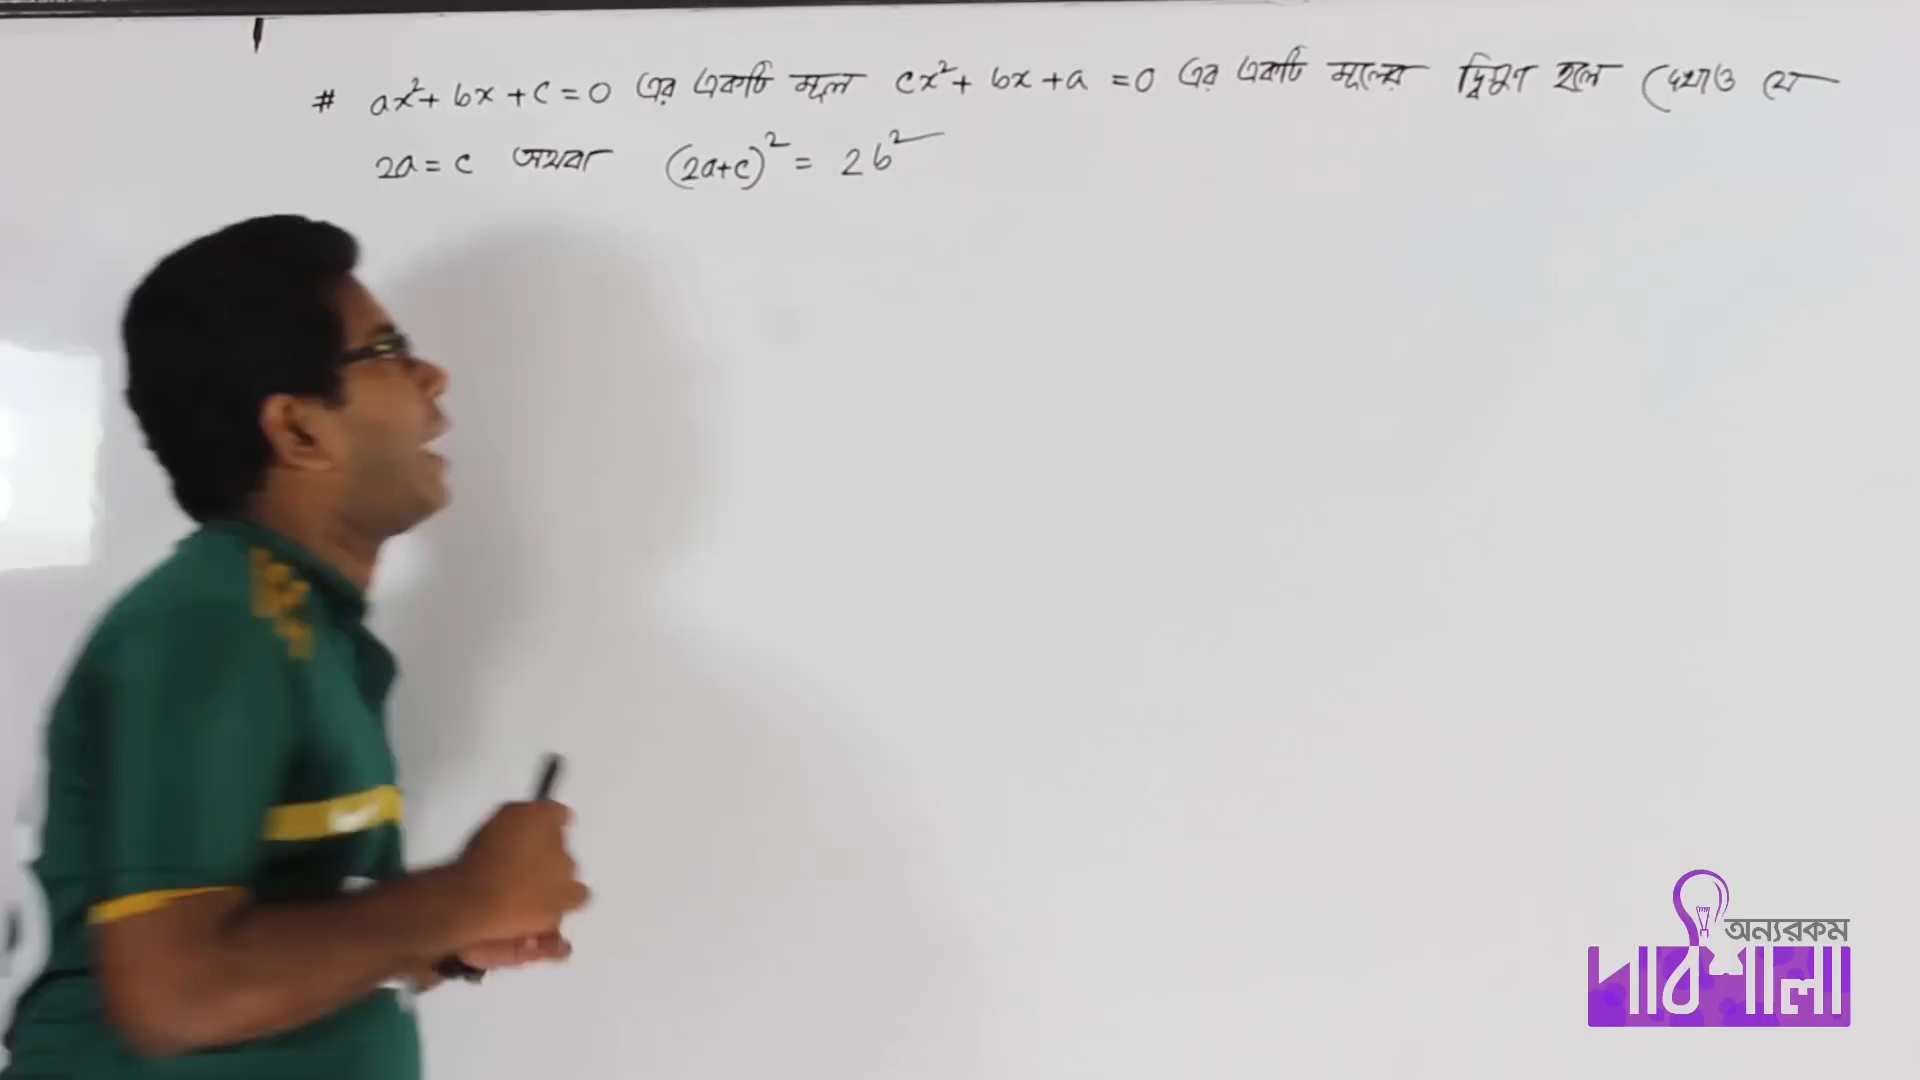 # ax²+ bx + c = 0 এর একটি মূল cx² + bx + a = 0 এর একটি মূলের দ্বিগুণ হলে দেখাও যে
2a = c অথবা (2a+c)² = 2b²
অন্যরকম
পাঠশালা